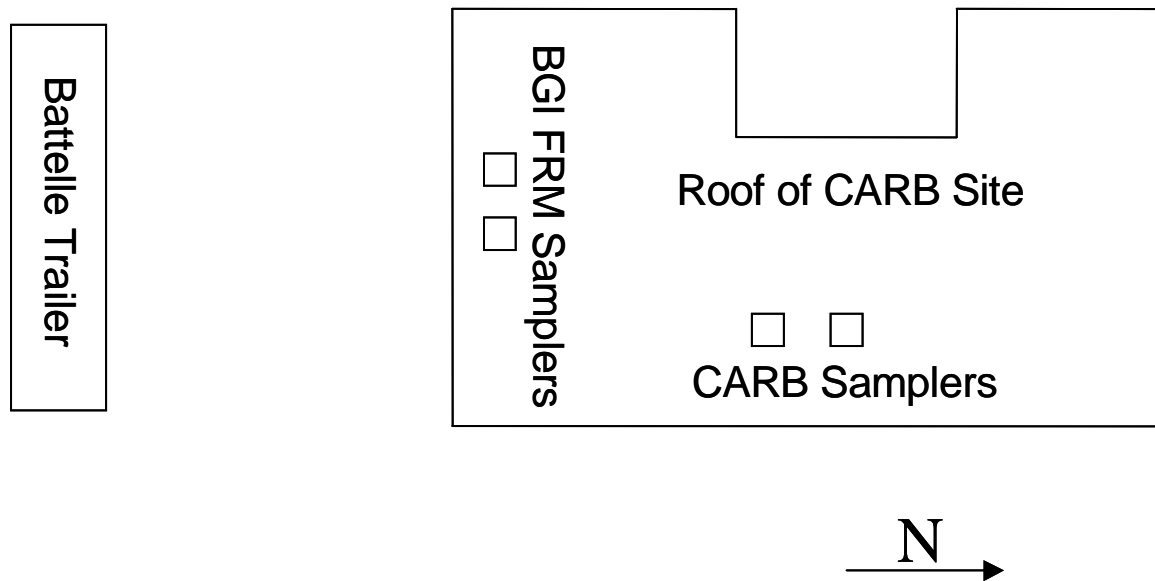 Battelle Trailer
BGI FRM Samplers
Roof of CARB Site
CARB Samplers
N